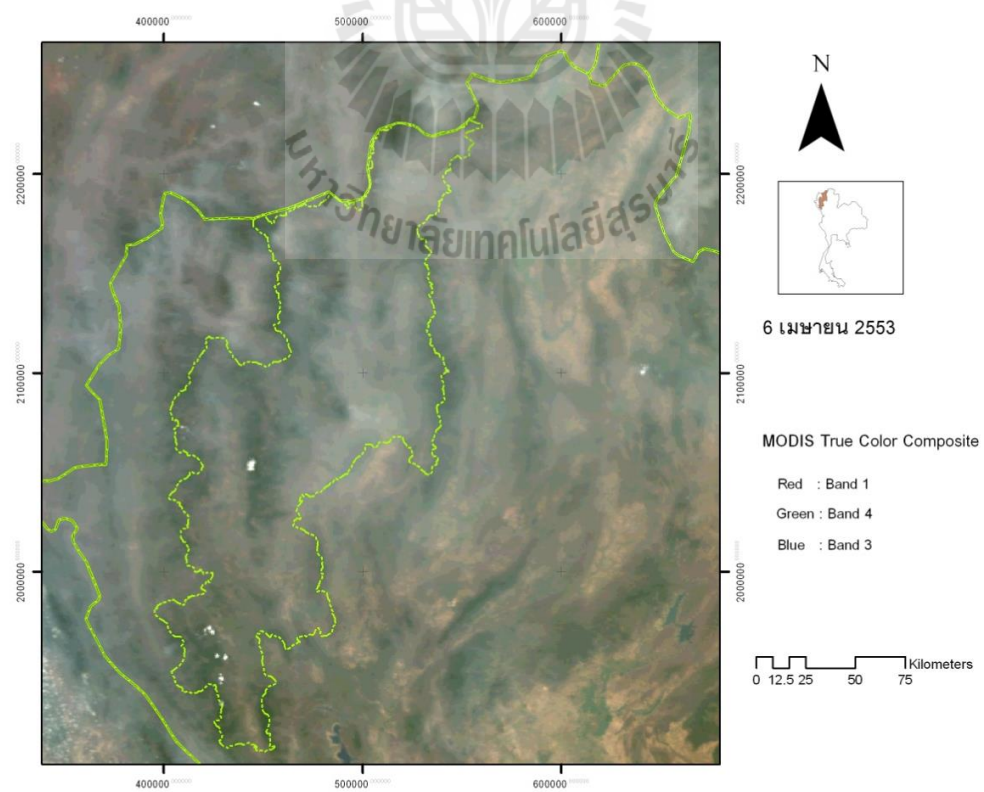 400000 500000 600000
N
2200000 2200000
มหาวิทยาลัยเทคโนโลยีสุรนารี
6 เมษายน 2553
2100000 2100000
MODIS True Color Composite
Red : Band 1
Green : Band 4
Blue : Band 3
2000000 2000000
Kilometers
0 12.5 25 50 75
400000 500000 600000